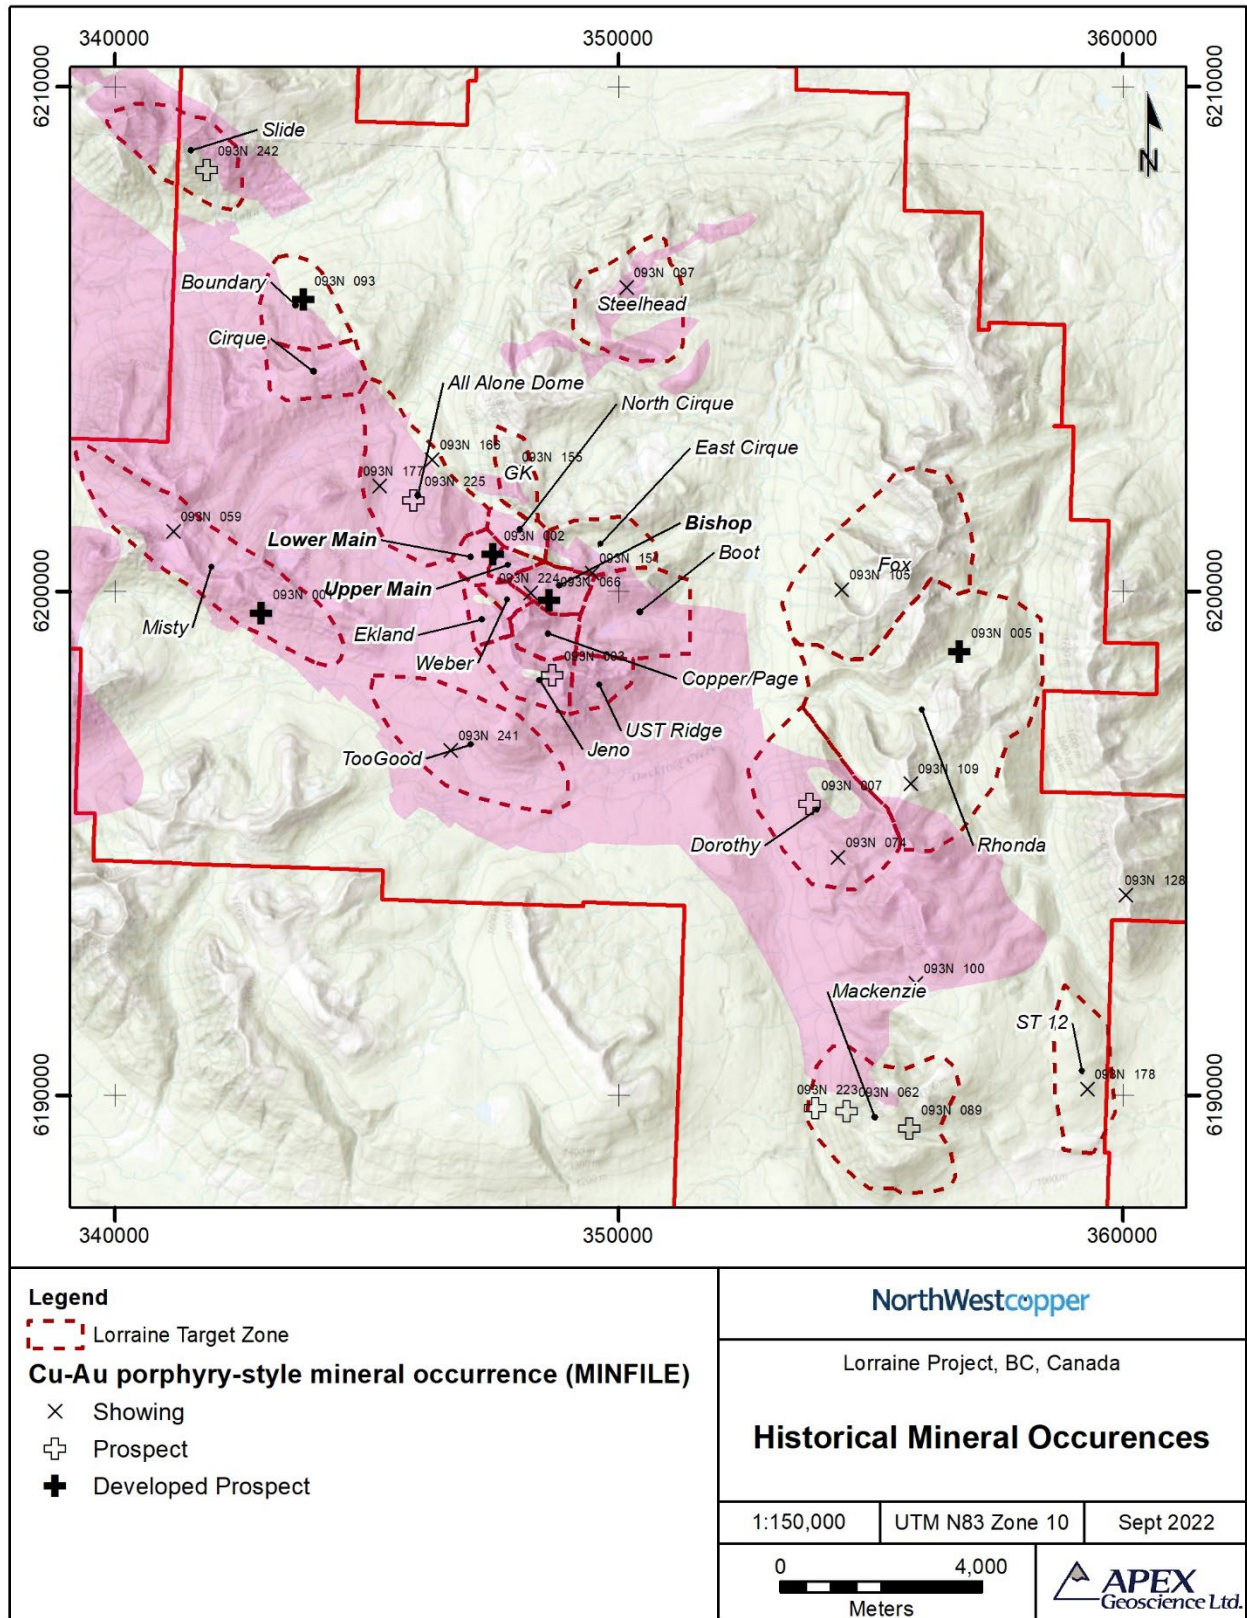 340000
350000
360000
6210000
6210000
N
Slide
093N 242
Boundary
093N 093
093N 097
Steelhead
Cirque
All Alone Dome
North Cirque
East Cirque
093N 166
093N 155
GK
093N 177
093N 225
Bishop
093N 059
Lower Main
093N 002
Boot
093N 154
Fox
093N 105
6200000
6200000
Upper Main
093N 224
093N 066
Misty
Ekland
Weber
093N 005
093N 003
Copper/Page
UST Ridge
Jeno
TooGood
093N 241
093N 109
093N 007
Dorothy
093N 074
Rhonda
093N 128
093N 100
Mackenzie
ST 12
093N 178
093N 223
093N 062
093N 089
6190000
6190000
340000
350000
360000
Legend
Lorraine Target Zone
Cu-Au porphyry-style mineral occurrence (MINFILE)
Showing
Prospect
Developed Prospect
NorthWestcopper
Lorraine Project, BC, Canada
Historical Mineral Occurences
1:150,000
UTM N83 Zone 10
Sept 2022
0
4,000
Meters
APEX
Geoscience Ltd.